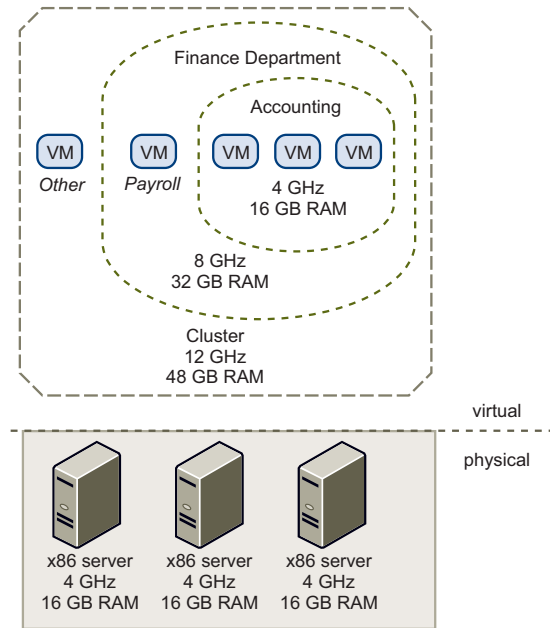 Finance Department
Accounting
VM VM VM VM VM
Other Payroll
4 GHz
16 GB RAM
8 GHz
32 GB RAM
Cluster
12 GHz
48 GB RAM
virtual
physical
x86 server x86 server x86 server
4 GHz 4 GHz 4 GHz
16 GB RAM 16 GB RAM 16 GB RAM